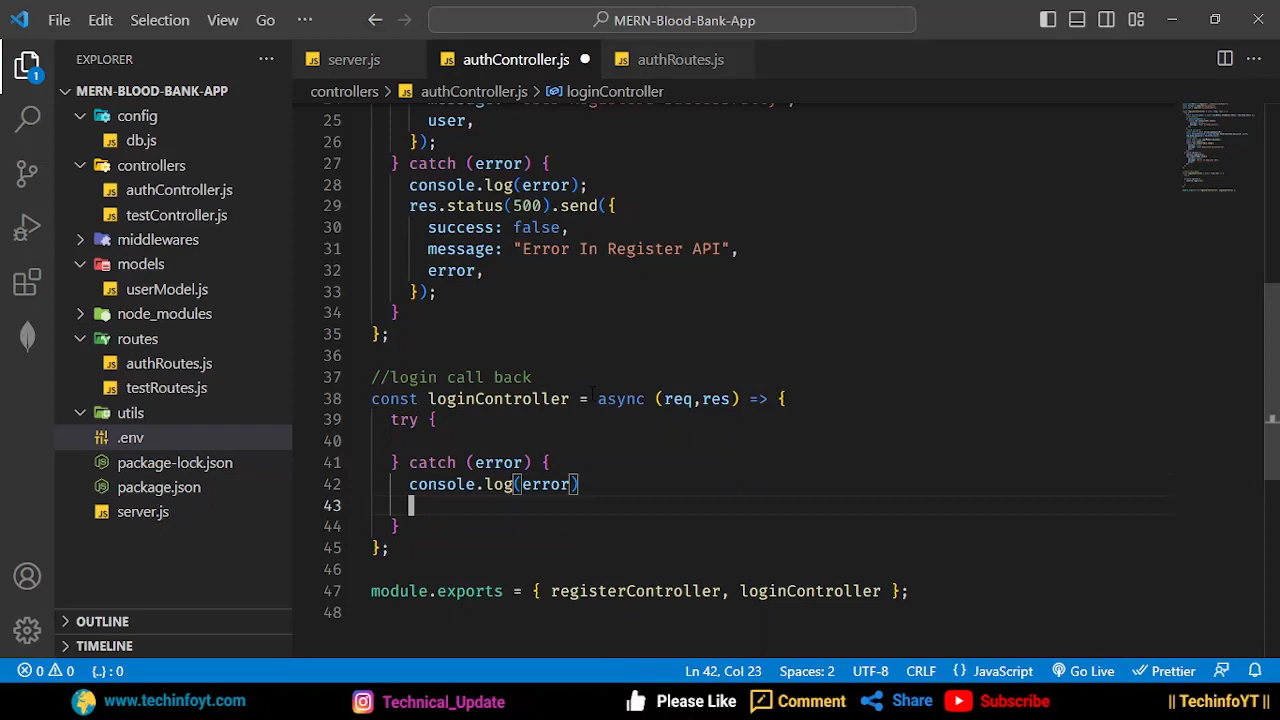 File Edit Selection View Go ··· MERN-Blood-Bank-App
EXPLORER ···
server.js authController.js authRoutes.js ···
1
controllers > authController.js > loginController
MERN-BLOOD-BANK-APP
config
db.js
controllers
authController.js
testController.js
middlewares
models
userModel.js
node_modules
routes
authRoutes.js
testRoutes.js
utils
.env
package-lock.json
package.json
server.js
OUTLINE
TIMELINE
25 user,
26 });
27 } catch (error) {
28 console.log(error);
29 res.status(500).send({
30 success: false,
31 message: "Error In Register API",
32 error,
33 });
34 }
35 };
36
37 //login call back
38 const loginController = async (req,res) => {
39 try {
40
41 } catch (error) {
42 console.log(error)
43
44 }
45 };
46
47 module.exports = { registerController, loginController };
48
0 0 {..} : 0 Ln 42, Col 23 Spaces: 2 UTF-8 CRLF {} JavaScript Go Live Prettier
www.techinfoyt.com Technical_Update Please Like Comment Share Subscribe || TechinfoYT ||